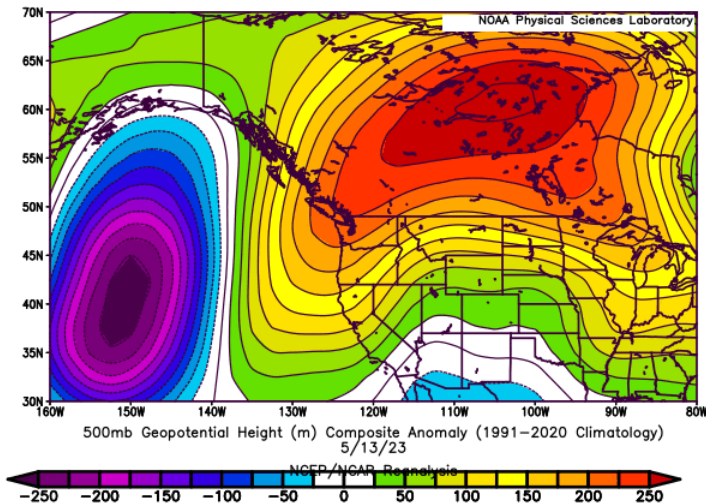 NOAA Physical Sciences Laboratory
70N
65N
60N
55N
50N
45N
40N
35N
30N
160W 150W 140W 130W 120W 110W 100W 90W 80W
500mb Geopotential Height (m) Composite Anomaly (1991-2020 Climatology)
5/13/23
NCEP/NCAR Reanalysis
-250 -200 -150 -100 -50 0 50 100 150 200 250